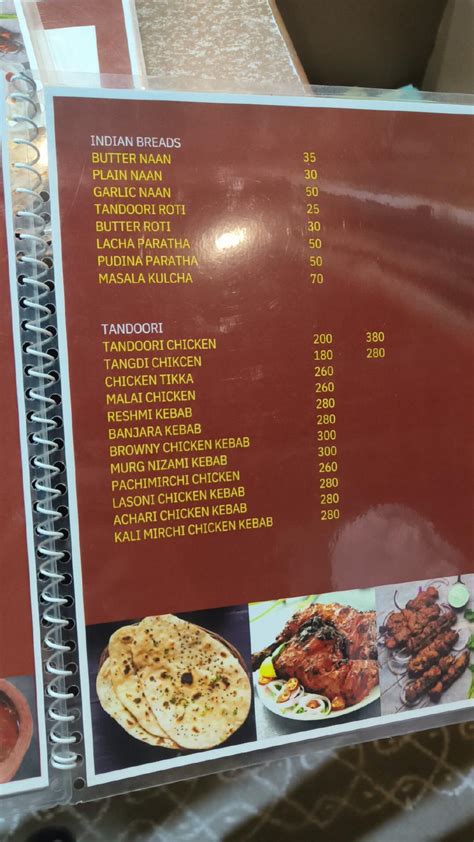 INDIAN BREADS
BUTTER NAAN 35
PLAIN NAAN 30
GARLIC NAAN 50
TANDOORI ROTI 25
BUTTER ROTI 30
LACHA PARATHA 50
PUDINA PARATHA 50
MASALA KULCHA 70
TANDOORI
TANDOORI CHICKEN 200 380
TANGDI CHIKCEN 180 280
CHICKEN TIKKA 260
MALAI CHICKEN 260
RESHMI KEBAB 280
BANJARA KEBAB 280
BROWNY CHICKEN KEBAB 300
MURG NIZAMI KEBAB 300
PACHIMIRCHI CHICKEN 260
LASONI CHICKEN KEBAB 280
ACHARI CHICKEN KEBAB 280
KALI MIRCHI CHICKEN KEBAB 280